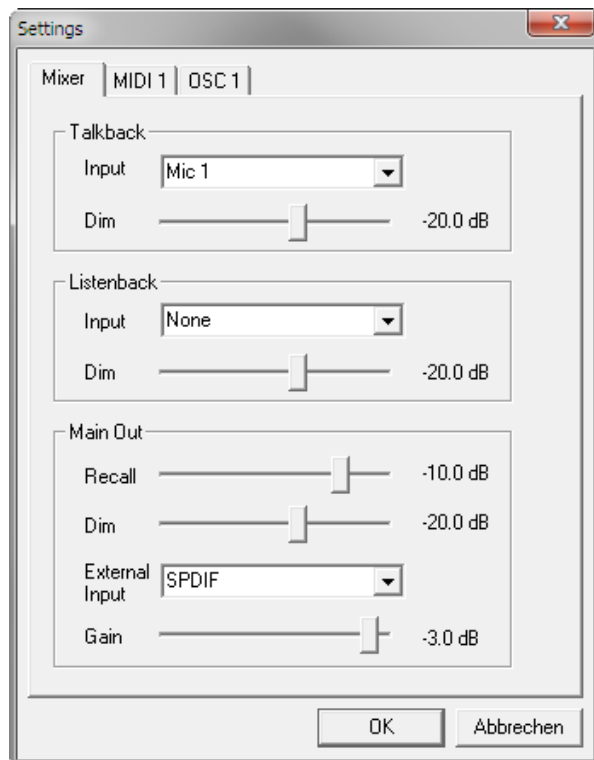 Settings
Mixer MIDI 1 OSC 1
Talkback
Input Mic 1
Dim -20.0 dB
Listenback
Input None
Dim -20.0 dB
Main Out
Recall -10.0 dB
Dim -20.0 dB
External
Input SPDIF
Gain -3.0 dB
OK Abbrechen